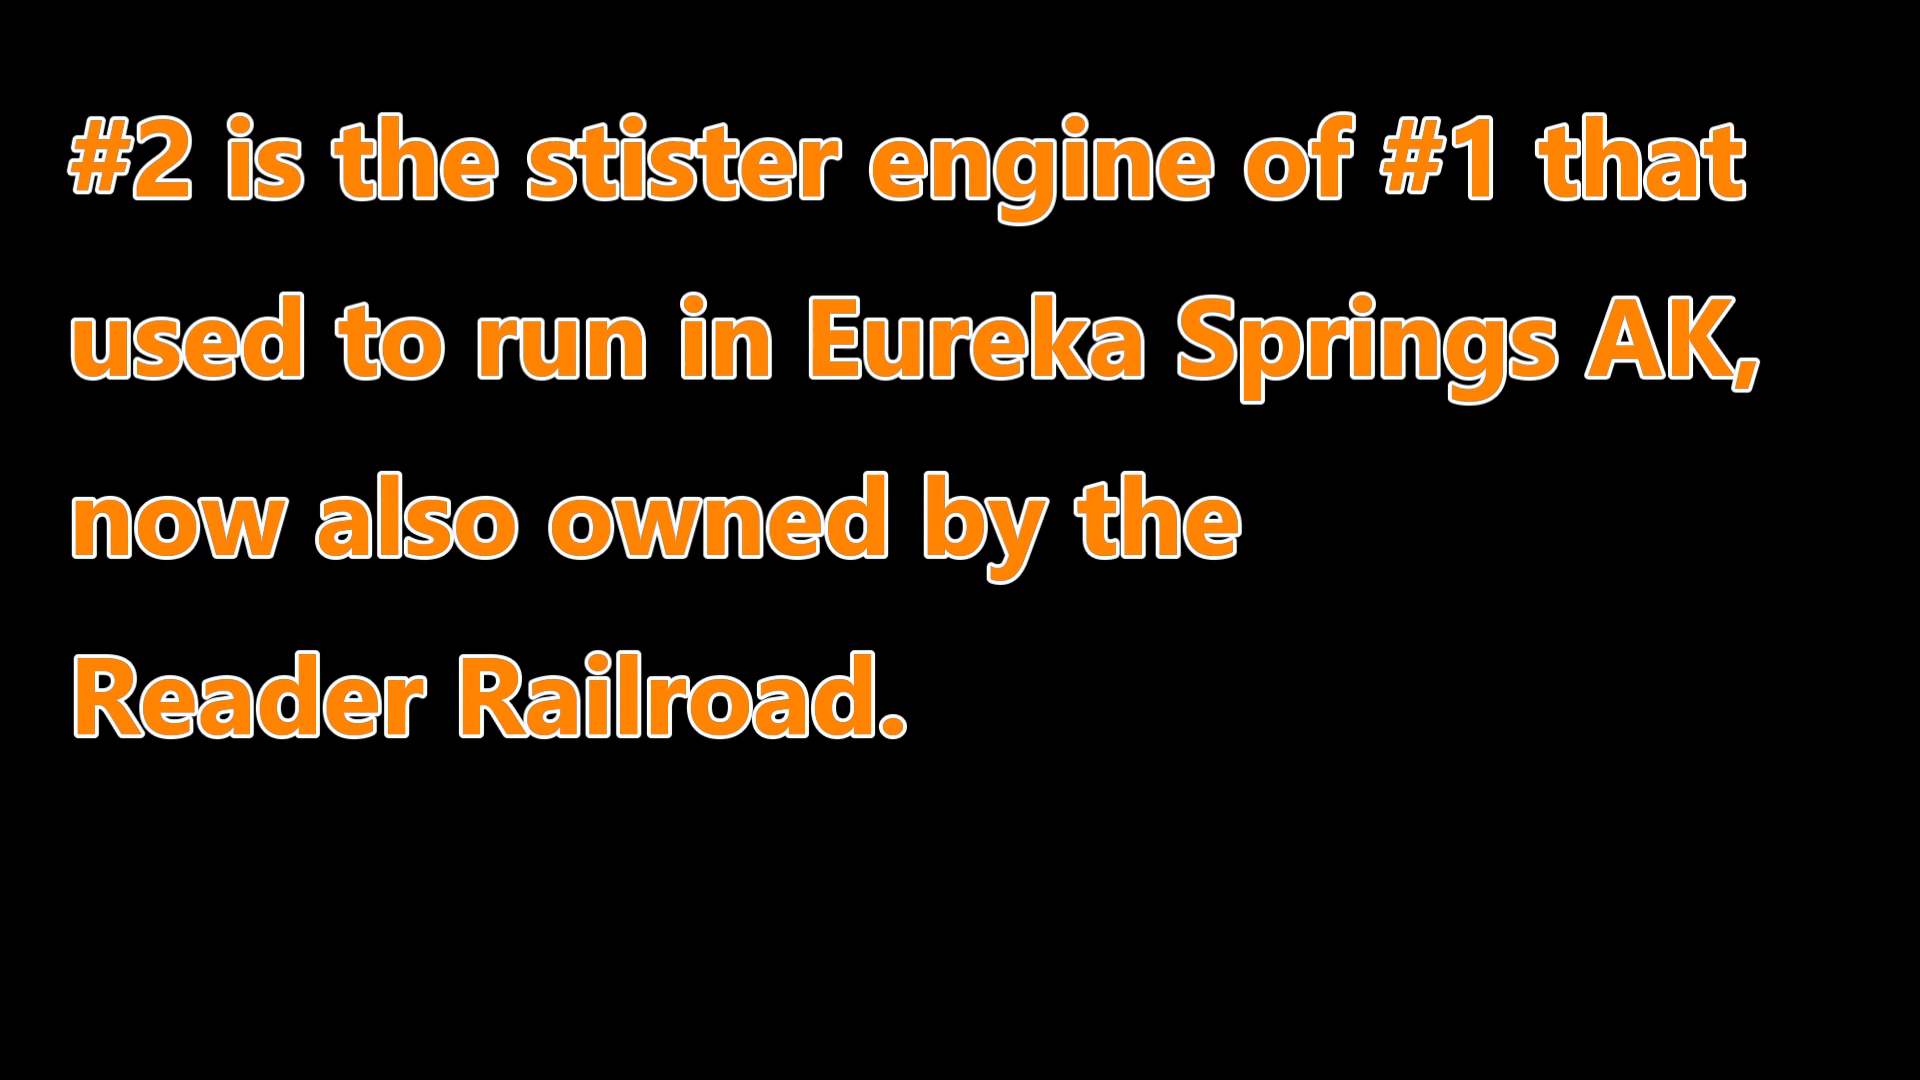 #2 is the stister engine of #1 that
used to run in Eureka Springs AK,
now also owned by the
Reader Railroad.